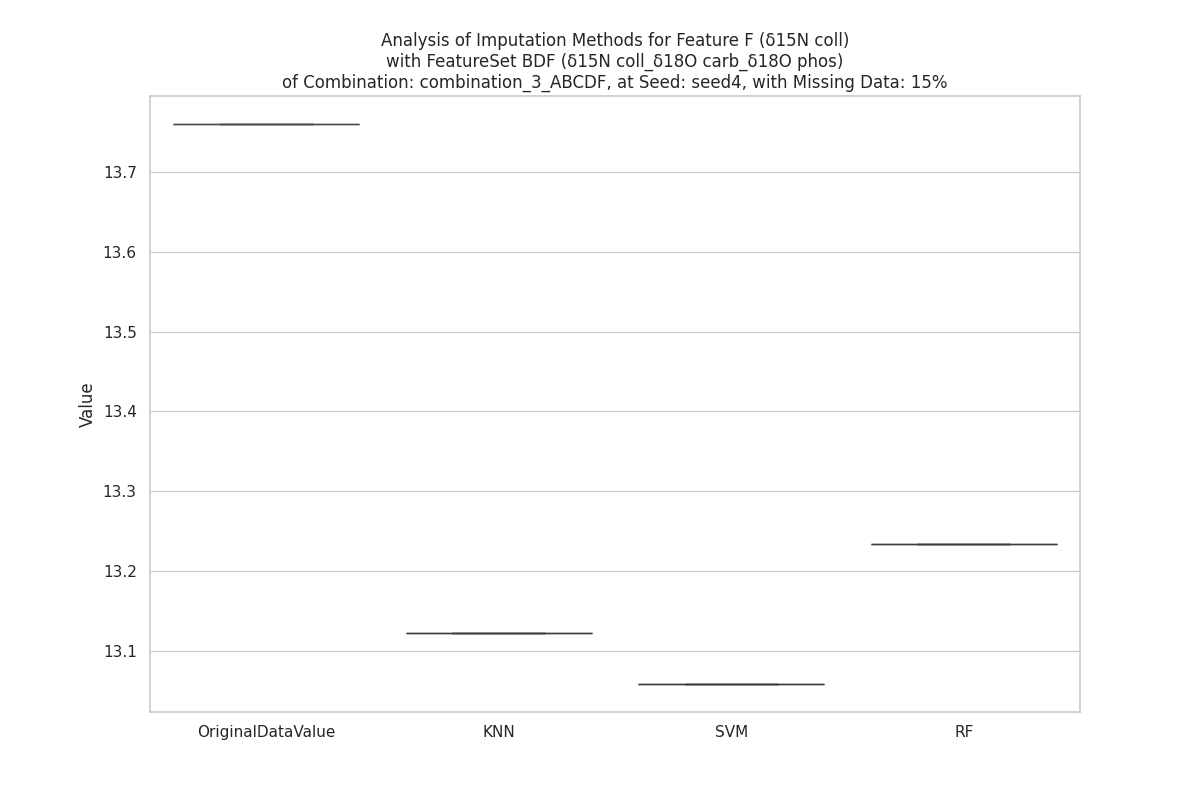 Analysis of Imputation Methods for Feature F (δ15N coll)
with FeatureSet BDF (δ15N coll_δ18O carb_δ18O phos)
of Combination: combination_3_ABCDF, at Seed: seed4, with Missing Data: 15%
13.7
13.6
13.5
13.4
13.3
13.2
13.1
Value
OriginalDataValue
KNN
SVM
RF